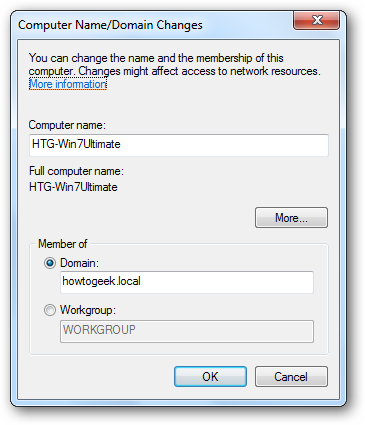 Computer Name/Domain Changes
You can change the name and the membership of this
computer. Changes might affect access to network resources.
More information
Computer name:
HTG-Win7Ultimate
Full computer name:
HTG-Win7Ultimate
More...
Member of
Domain:
howtogeek.local
Workgroup:
WORKGROUP
OK
Cancel